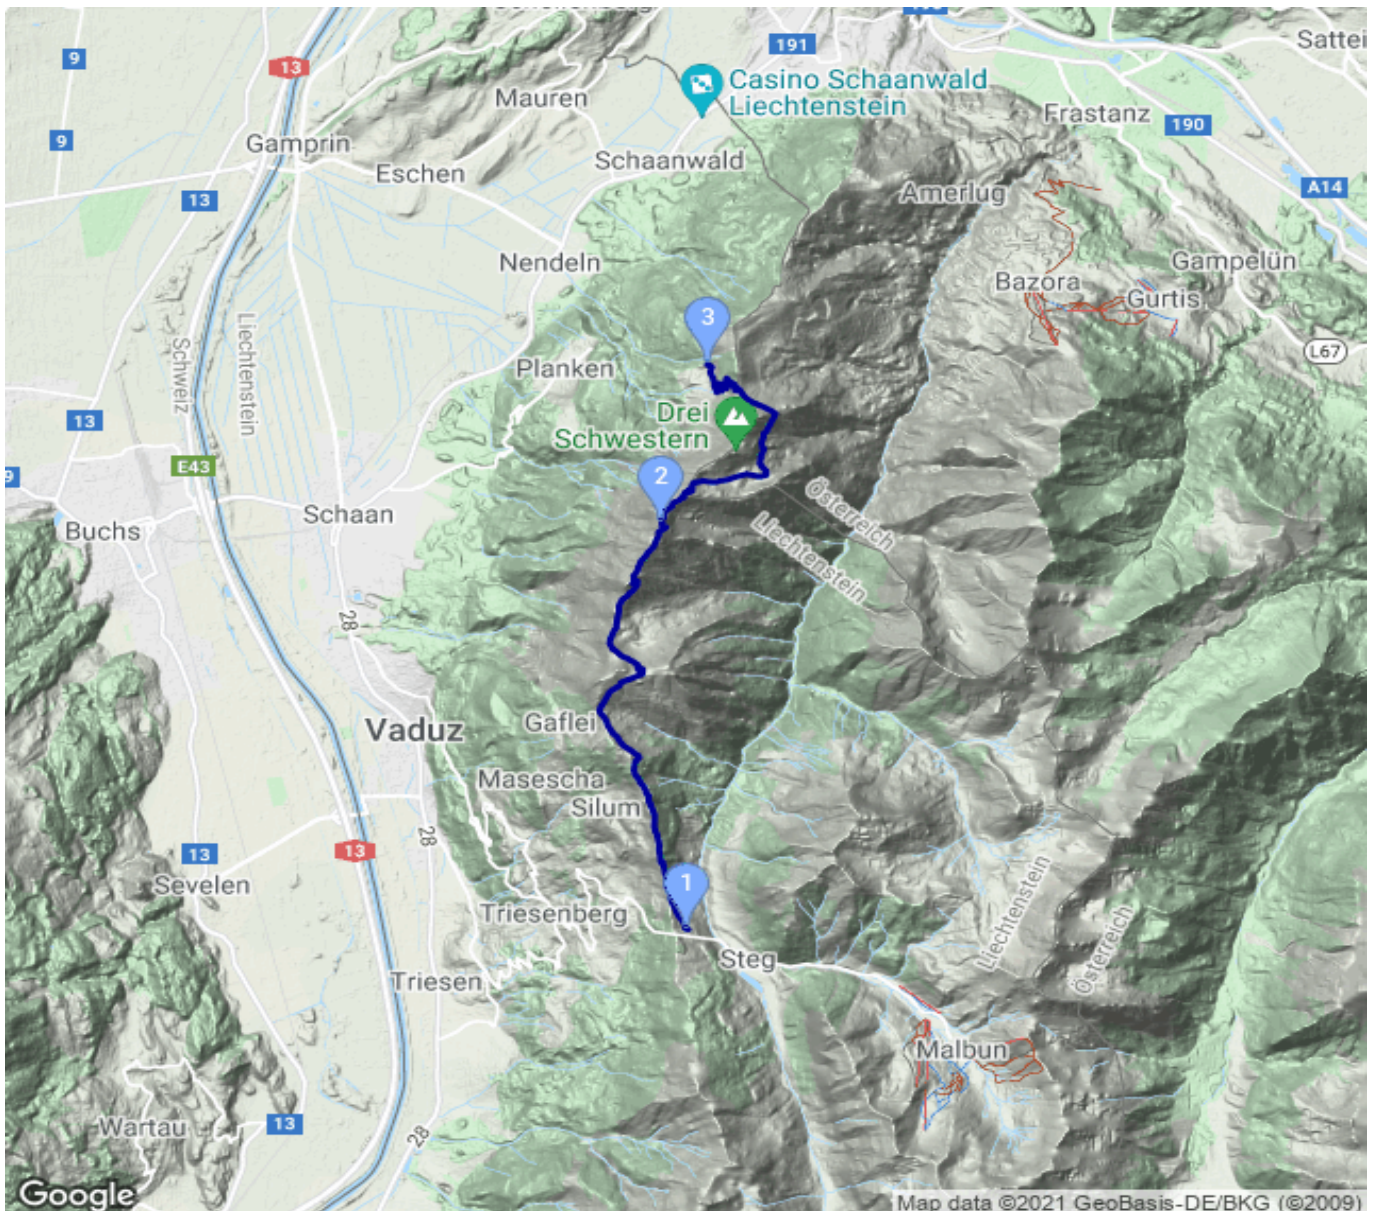 191
Sattei
9
13
Casino Schaanwald
Liechtenstein
Mauren
Frastanz
190
9
Gamprin
Schaanwald
Eschen
13
Amerlug
A14
Nendeln
Gampelün
Bazora
Gurtis
3
Schweiz
Liechtenstein
L67
Planken
13
Drei
Schwestern
E43
9
2
Österreich
Schaan
Buchs
Liechtenstein
28
Gaflei
Vaduz
Masescha
Silum
28
13
13
1
Sevelen
Triesenberg
Liechtenstein
Österreich
Steg
Triesen
Malbun
13
Wartau
28
Google
Map data ©2021 GeoBasis-DE/BKG (©2009)